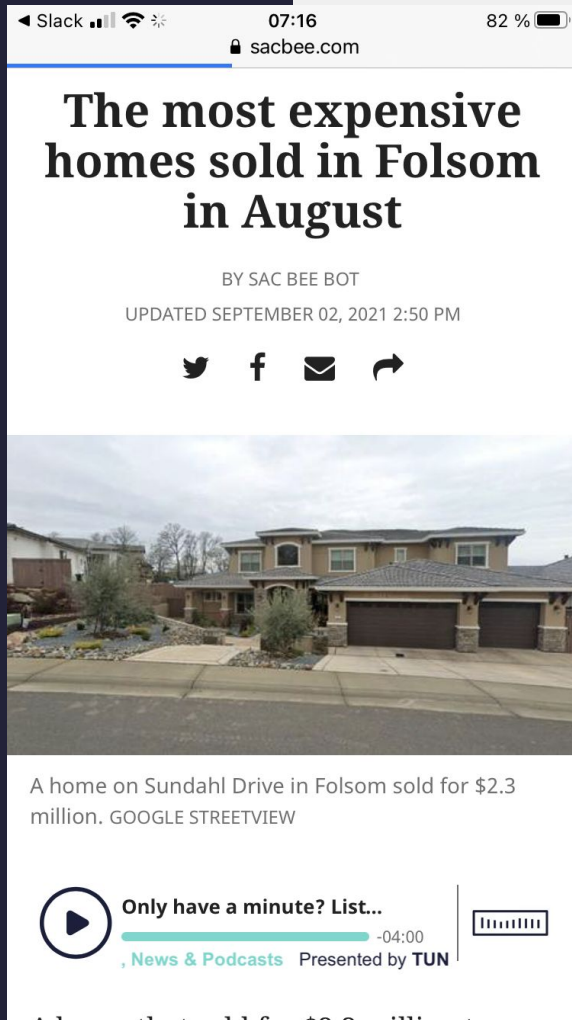 Slack 07:16 82 %
sacbee.com
The most expensive
homes sold in Folsom
in August
BY SAC BEE BOT
UPDATED SEPTEMBER 02, 2021 2:50 PM
A home on Sundahl Drive in Folsom sold for $2.3
million. GOOGLE STREETVIEW
Only have a minute? List...
-04:00
, News & Podcasts Presented by TUN